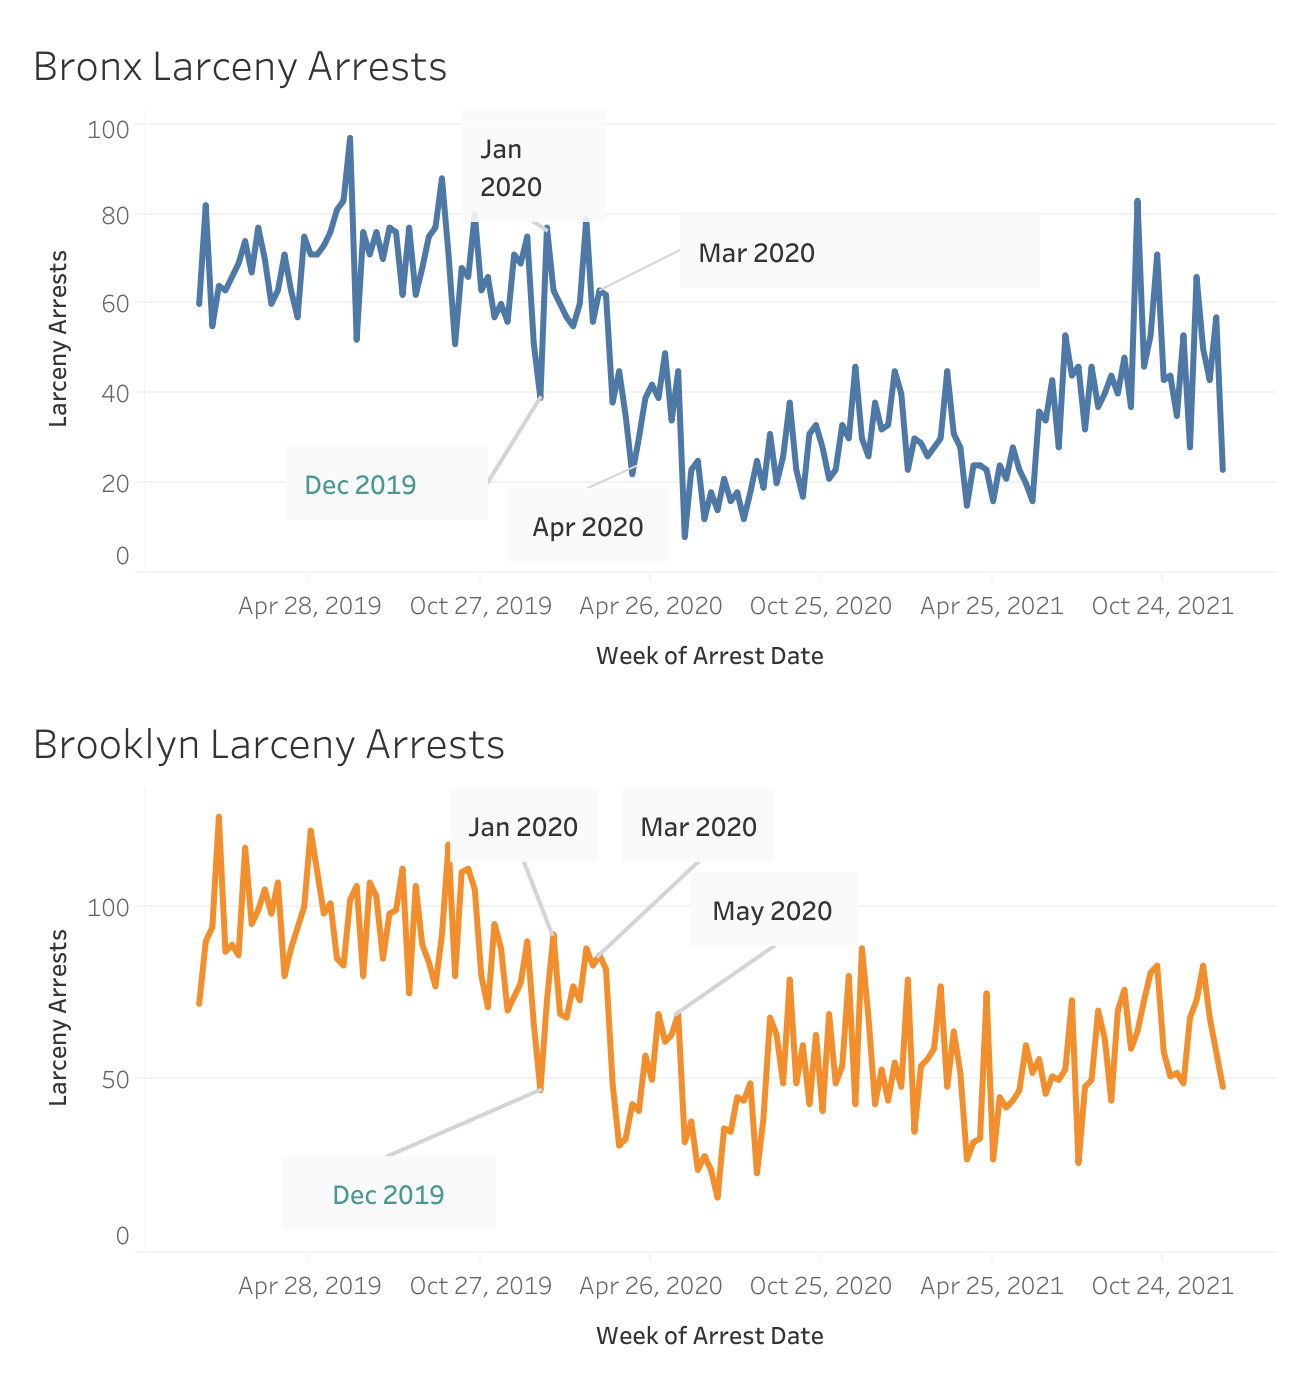 Bronx Larceny Arrests
100
80
60
40
20
0
Larceny Arrests
Jan
2020
Mar 2020
Dec 2019
Apr 2020
Apr 28, 2019
Oct 27, 2019
Apr 26, 2020
Oct 25, 2020
Apr 25, 2021
Oct 24, 2021
Week of Arrest Date
Brooklyn Larceny Arrests
100
50
0
Larceny Arrests
Jan 2020
Mar 2020
May 2020
Dec 2019
Apr 28, 2019
Oct 27, 2019
Apr 26, 2020
Oct 25, 2020
Apr 25, 2021
Oct 24, 2021
Week of Arrest Date